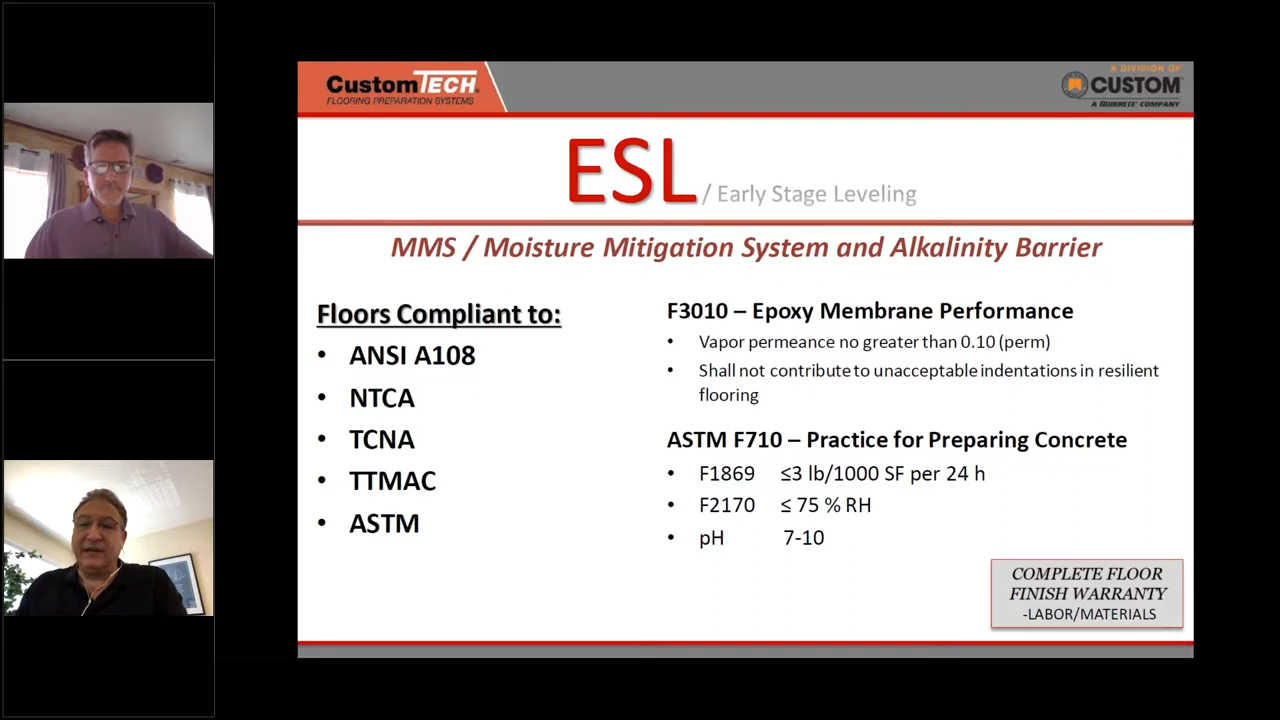 CUSTOMTECH®
FLOORING PREPARATION SYSTEMS
A DIVISION OF
CUSTOM®
A QUIKRETE® COMPANY
ESL / Early Stage Leveling
MMS / Moisture Mitigation System and Alkalinity Barrier
Floors Compliant to:
• ANSI A108
• NTCA
• TCNA
• TTMAC
• ASTM
F3010 – Epoxy Membrane Performance
• Vapor permeance no greater than 0.10 (perm)
• Shall not contribute to unacceptable indentations in resilient
flooring
ASTM F710 – Practice for Preparing Concrete
• F1869 ≤3 lb/1000 SF per 24 h
• F2170 ≤ 75 % RH
• pH 7-10
COMPLETE FLOOR
FINISH WARRANTY
-LABOR/MATERIALS